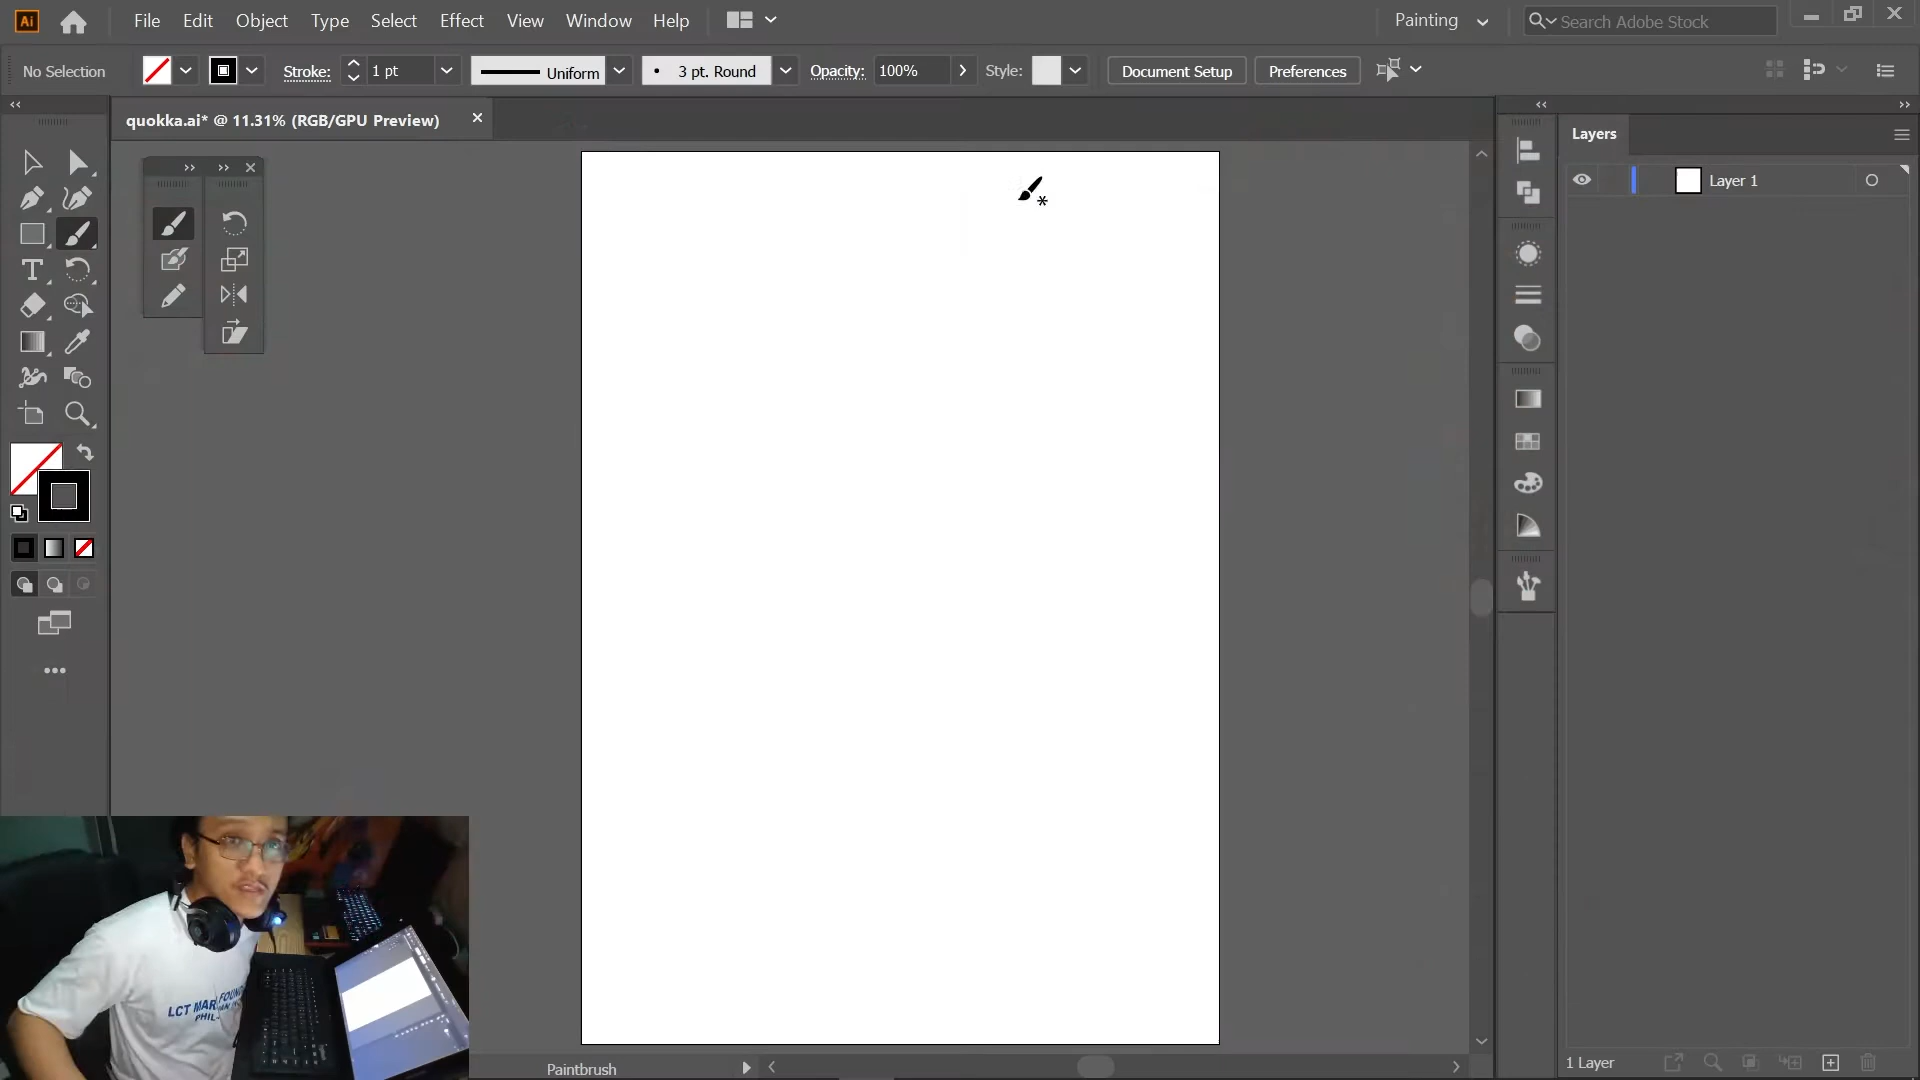 Ai
File Edit Object Type Select Effect View Window Help
Painting
Search Adobe Stock
No Selection
Stroke: 1 pt
Uniform
3 pt. Round
Opacity: 100%
Style:
Document Setup
Preferences
quokka.ai* @ 11.31% (RGB/GPU Preview)
Layers
Layer 1
1 Layer
Paintbrush